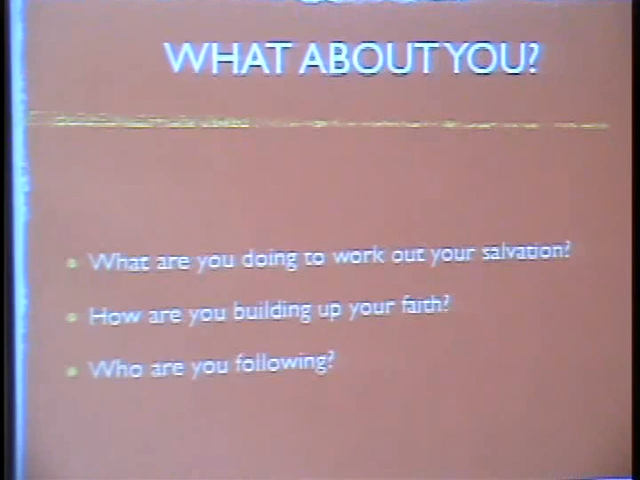 WHAT ABOUT YOU?
What are you doing to work out your salvation?
How are you building up your faith?
Who are you following?